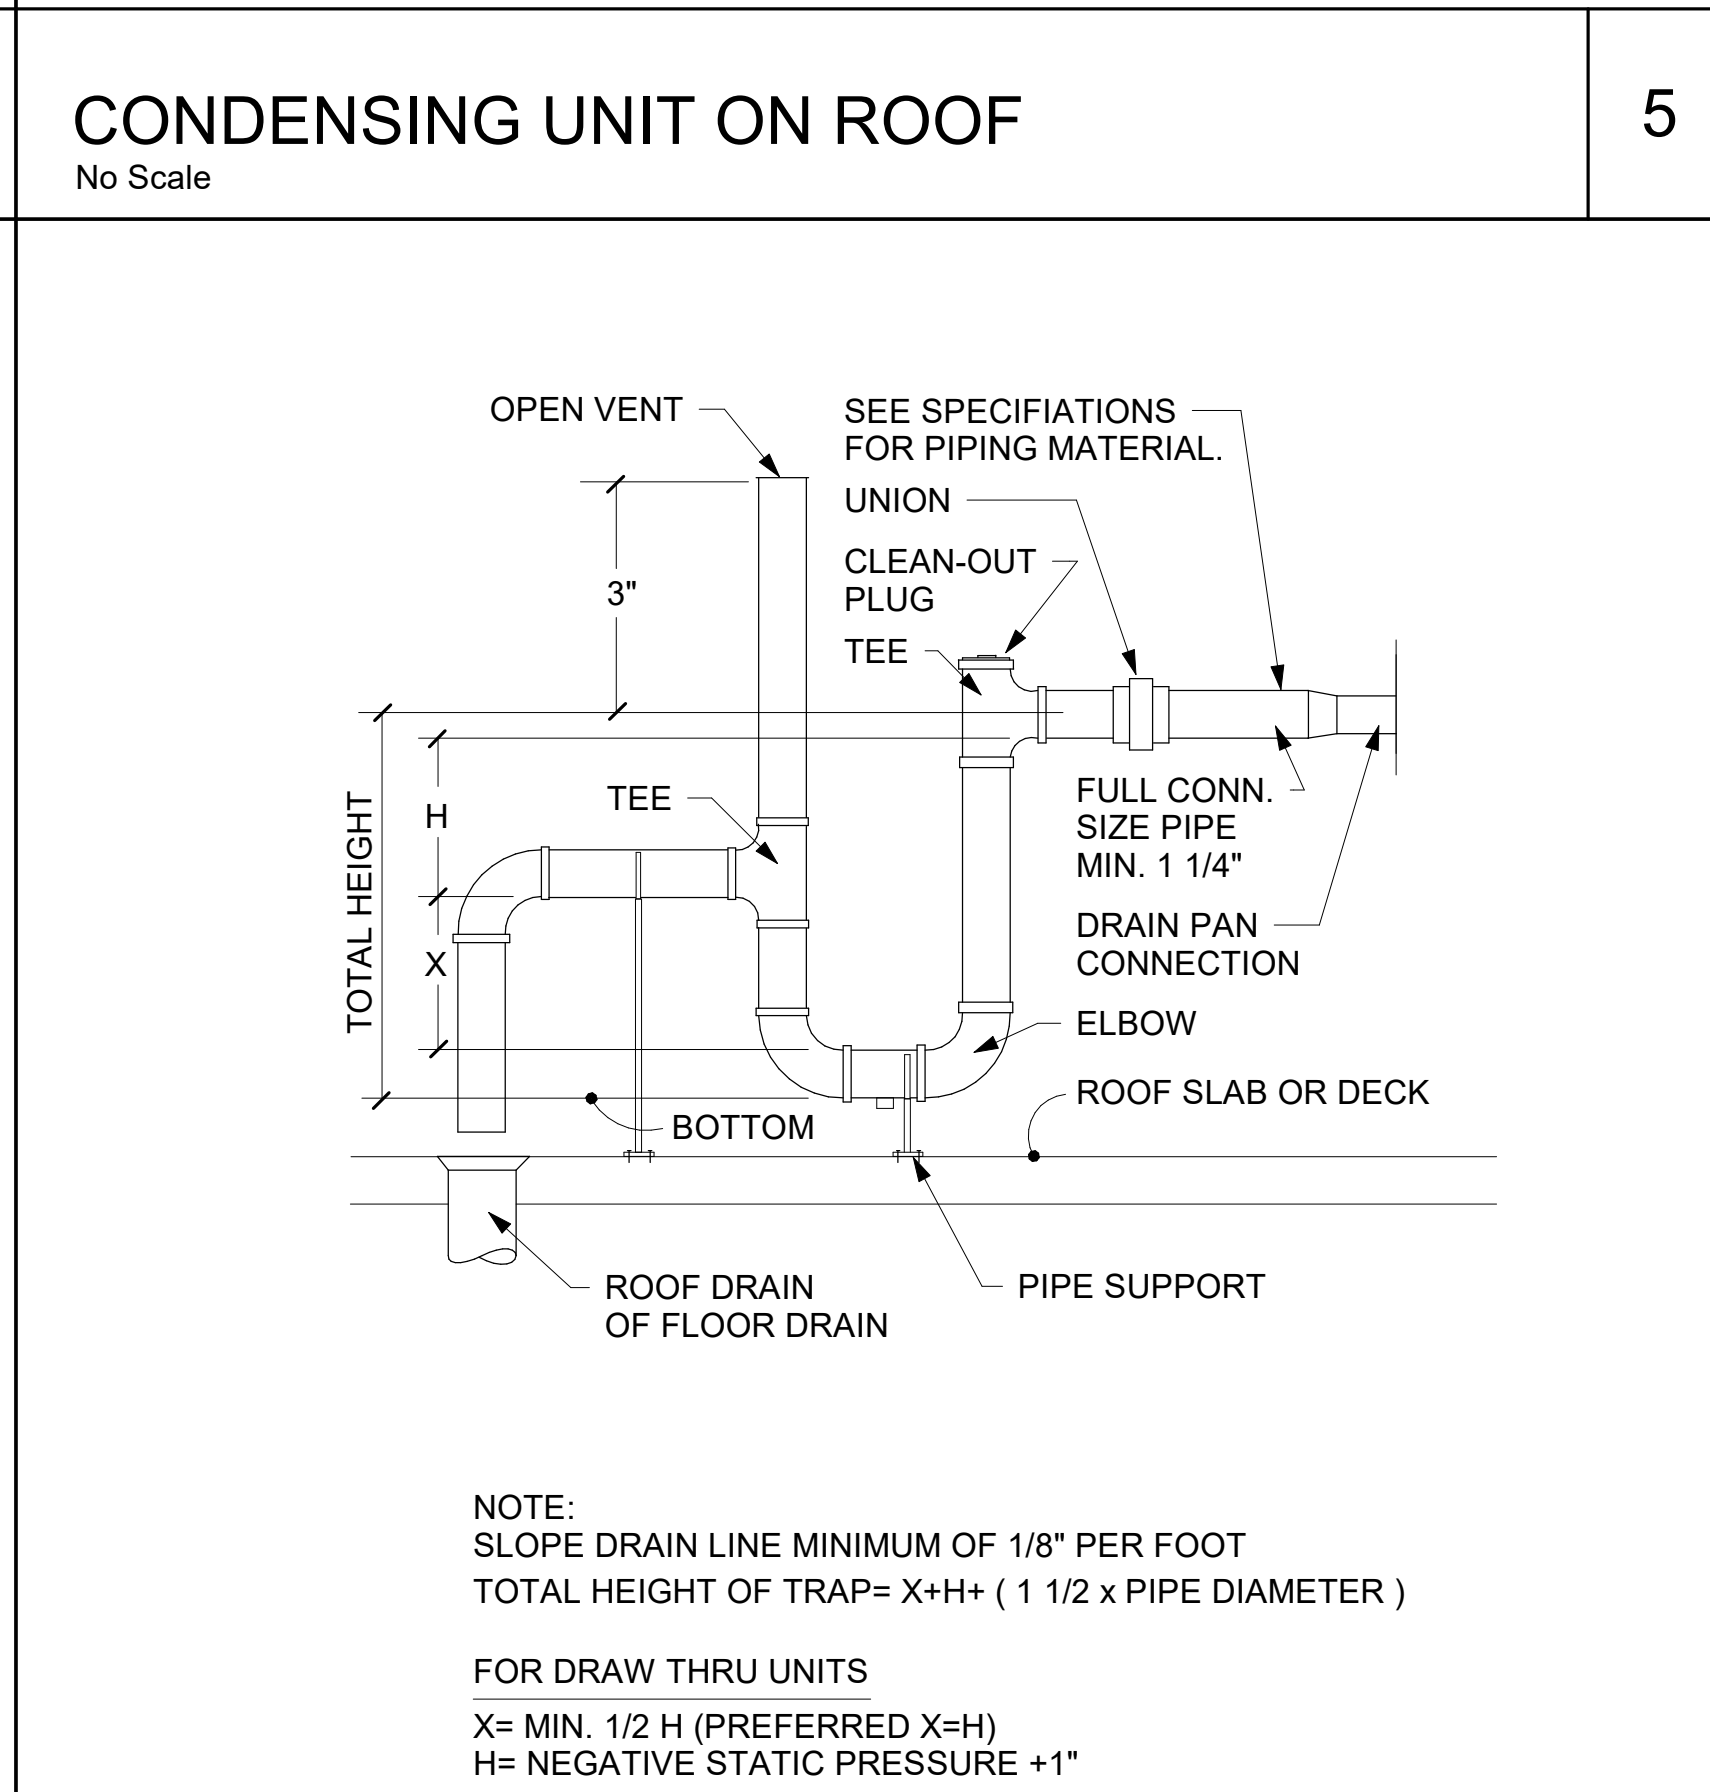 CONDENSING UNIT ON ROOF
No Scale
5
OPEN VENT
SEE SPECIFIATIONS
FOR PIPING MATERIAL.
UNION
CLEAN-OUT
PLUG
TEE
3"
TEE
H
X
TOTAL HEIGHT
FULL CONN.
SIZE PIPE
MIN. 1 1/4"
DRAIN PAN
CONNECTION
ELBOW
ROOF SLAB OR DECK
BOTTOM
ROOF DRAIN
OF FLOOR DRAIN
PIPE SUPPORT
NOTE:
SLOPE DRAIN LINE MINIMUM OF 1/8" PER FOOT
TOTAL HEIGHT OF TRAP= X+H+ ( 1 1/2 x PIPE DIAMETER )
FOR DRAW THRU UNITS
X= MIN. 1/2 H (PREFERRED X=H)
H= NEGATIVE STATIC PRESSURE +1"